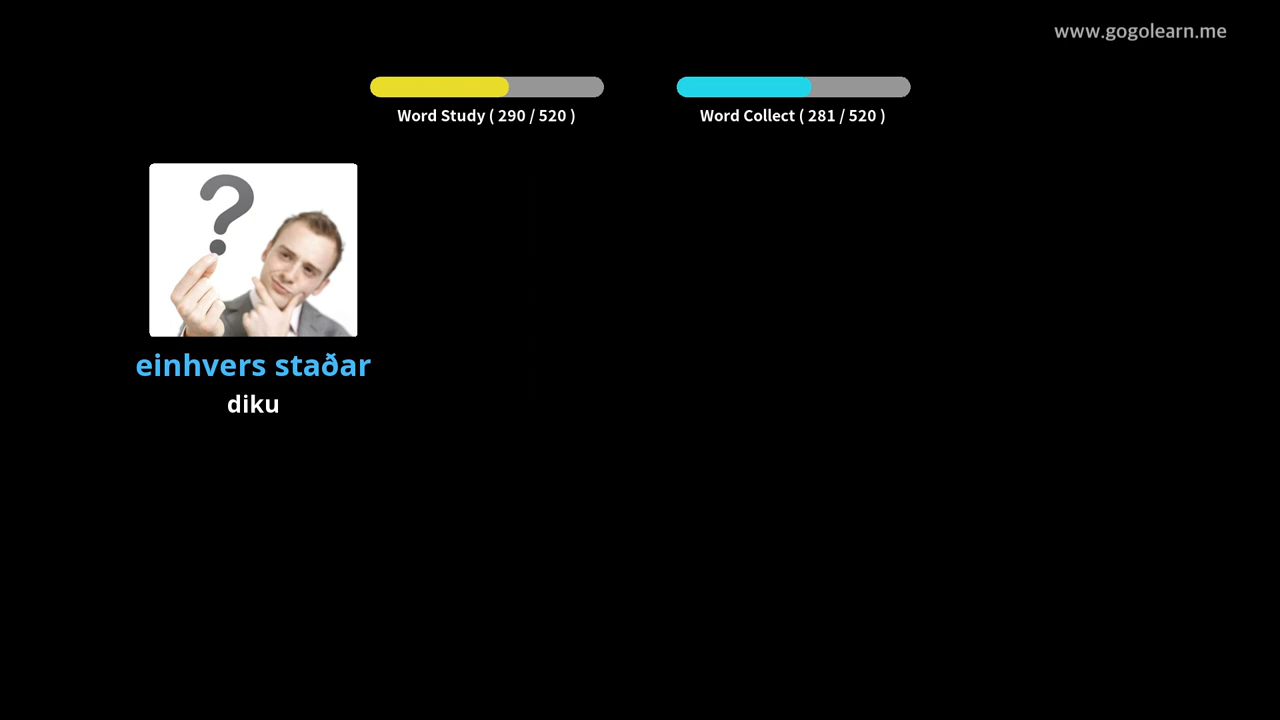 www.gogolearn.me
Word Study ( 290 / 520 )
Word Collect ( 281 / 520 )
einhvers staðar
diku